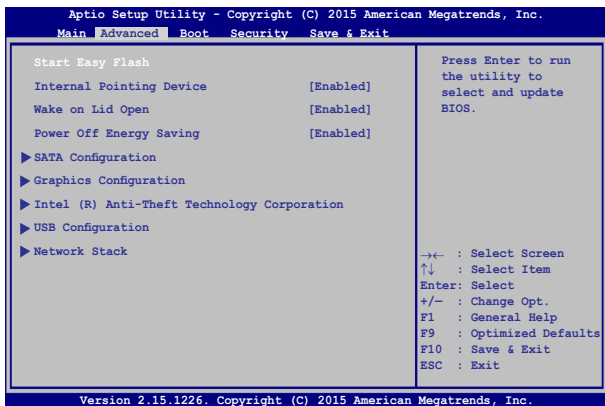 Aptio Setup Utility - Copyright (C) 2015 American Megatrends, Inc.
Main Advanced Boot Security Save & Exit
Start Easy Flash
Internal Pointing Device [Enabled]
Wake on Lid Open [Enabled]
Power Off Energy Saving [Enabled]
SATA Configuration
Graphics Configuration
Intel (R) Anti-Theft Technology Corporation
USB Configuration
Network Stack
Press Enter to run
the utility to
select and update
BIOS.
→← : Select Screen
↑↓ : Select Item
Enter: Select
+/— : Change Opt.
F1 : General Help
F9 : Optimized Defaults
F10 : Save & Exit
ESC : Exit
Version 2.15.1226. Copyright (C) 2015 American Megatrends, Inc.